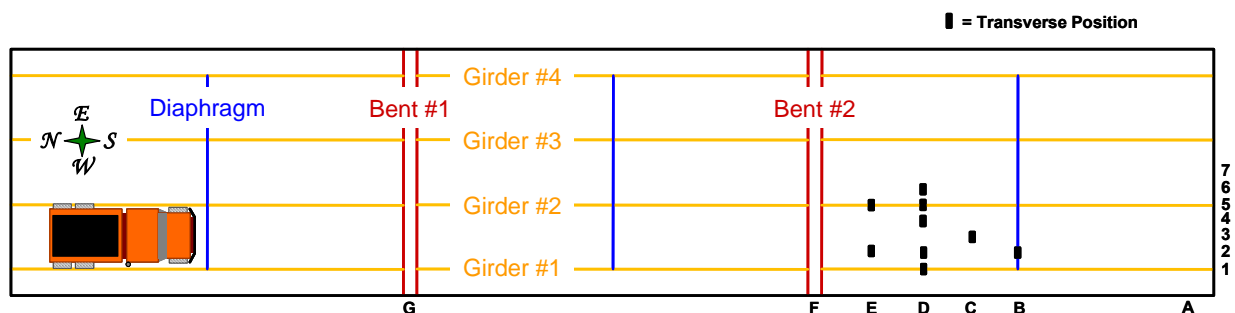 = Transverse Position
Girder #4
Diaphragm
Bent #1
Bent #2
E
N S
W
Girder #3
Girder #2
Girder #1
7
6
5
4
3
2
1
G F E D C B A